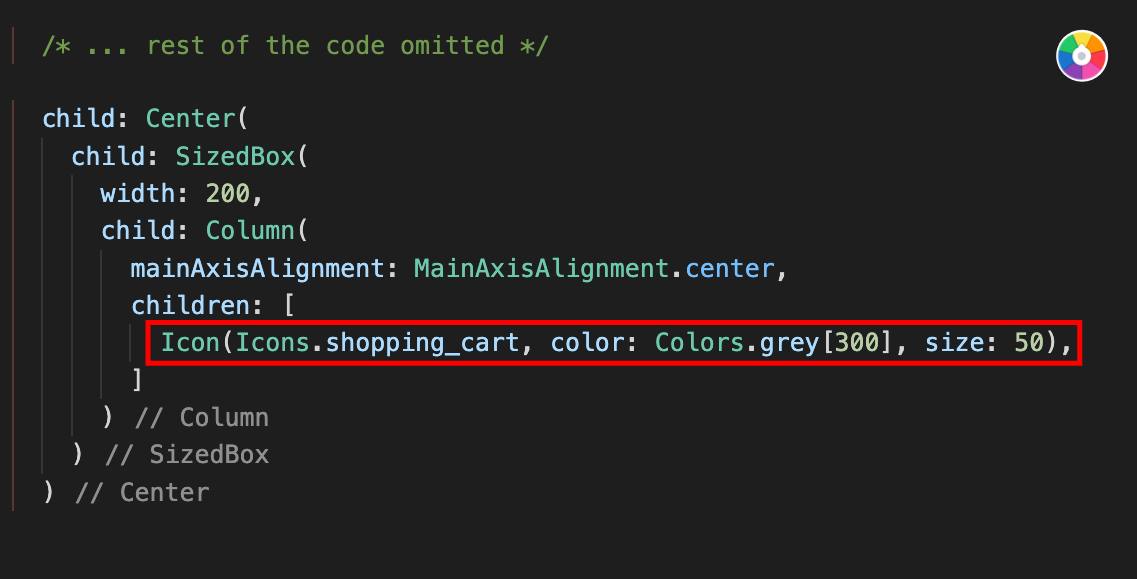 /* ... rest of the code omitted */
child: Center(
child: SizedBox(
width: 200,
child: Column(
mainAxisAlignment: MainAxisAlignment.center,
children: [
Icon(Icons.shopping_cart, color: Colors.grey[300], size: 50),
]
) // Column
) // SizedBox
) // Center